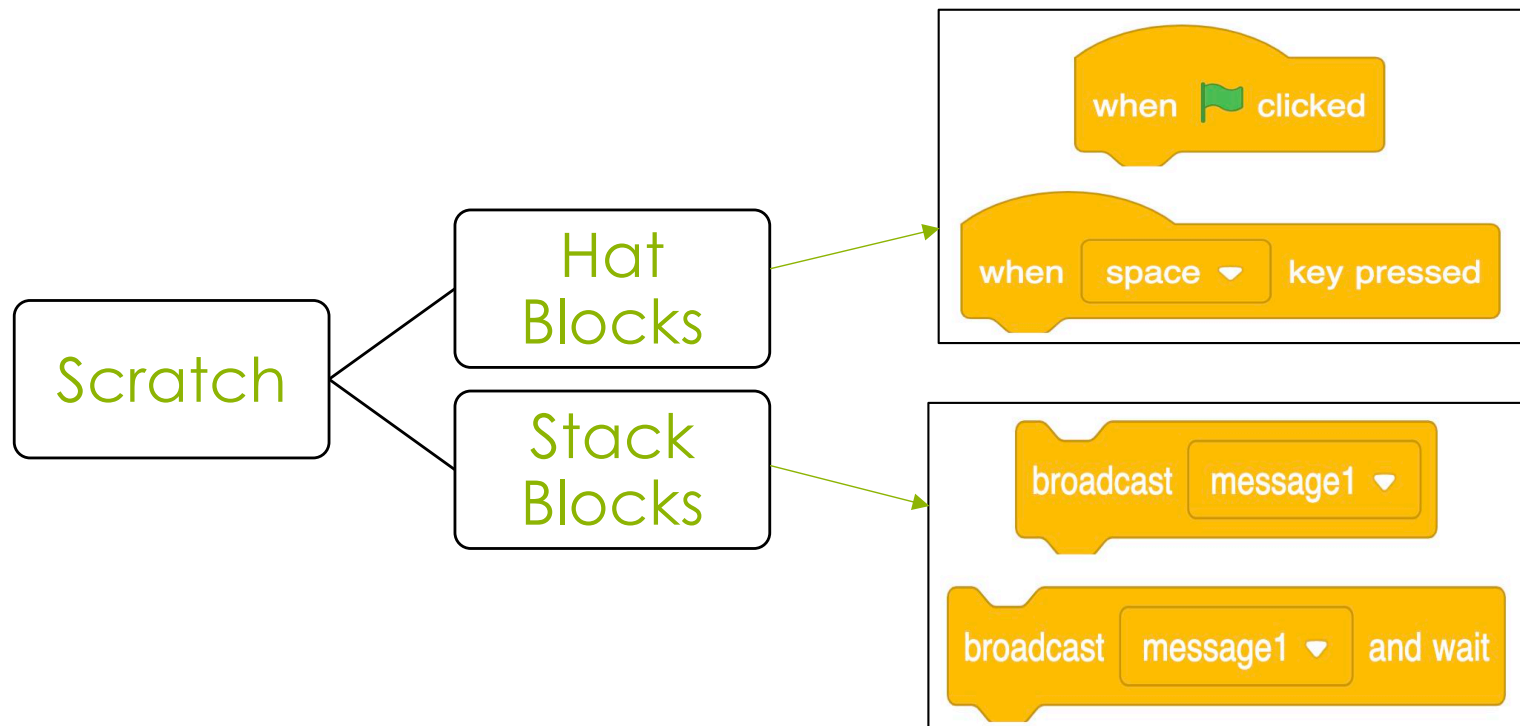 Scratch
Hat
Blocks
Stack
Blocks
when clicked
when space key pressed
broadcast message1
broadcast message1 and wait